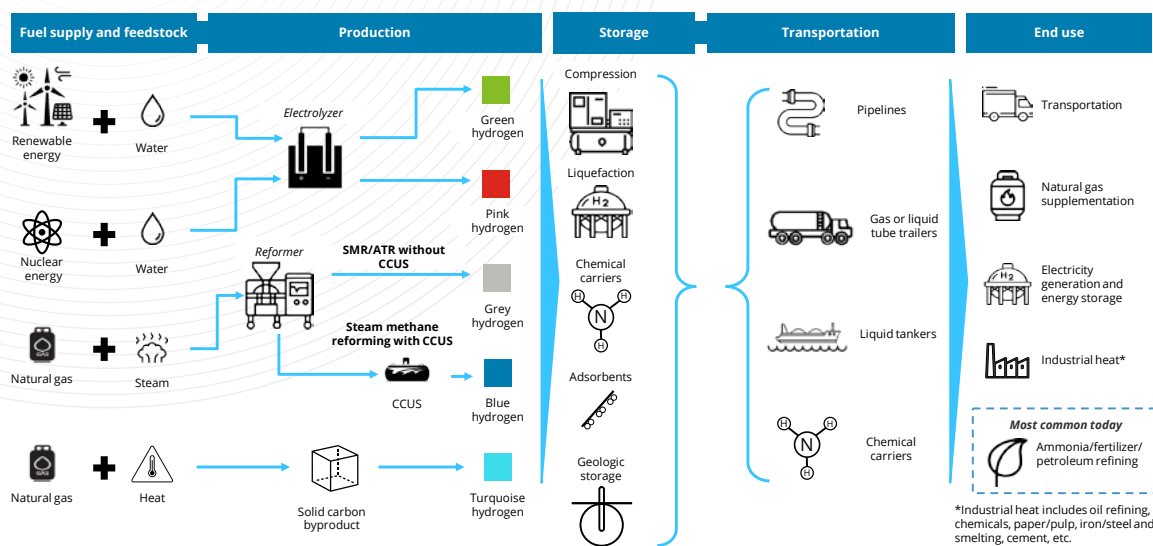 Fuel supply and feedstock
Production
Storage
Transportation
End use
Renewable
energy
Water
Electrolyzer
+ -
Green
hydrogen
Nuclear
energy
Water
Pink
hydrogen
Natural gas
GAS
Steam
Reformer
SMR/ATR without
CCUS
Grey
hydrogen
Steam methane
reforming with CCUS
CCUS
Blue
hydrogen
Natural gas
GAS
Heat
Solid carbon
byproduct
Turquoise
hydrogen
Compression
Liquefaction
H2
Chemical
carriers
H
H
N
H
Adsorbents
Geologic
storage
Pipelines
Gas or liquid
tube trailers
Liquid tankers
H
H
N
H
Chemical
carriers
Transportation
Natural gas
supplementation
H2
Electricity
generation and
energy storage
Industrial heat*
Most common today
Ammonia/fertilizer/
petroleum refining
*Industrial heat includes oil refining,
chemicals, paper/pulp, iron/steel and
smelting, cement, etc.